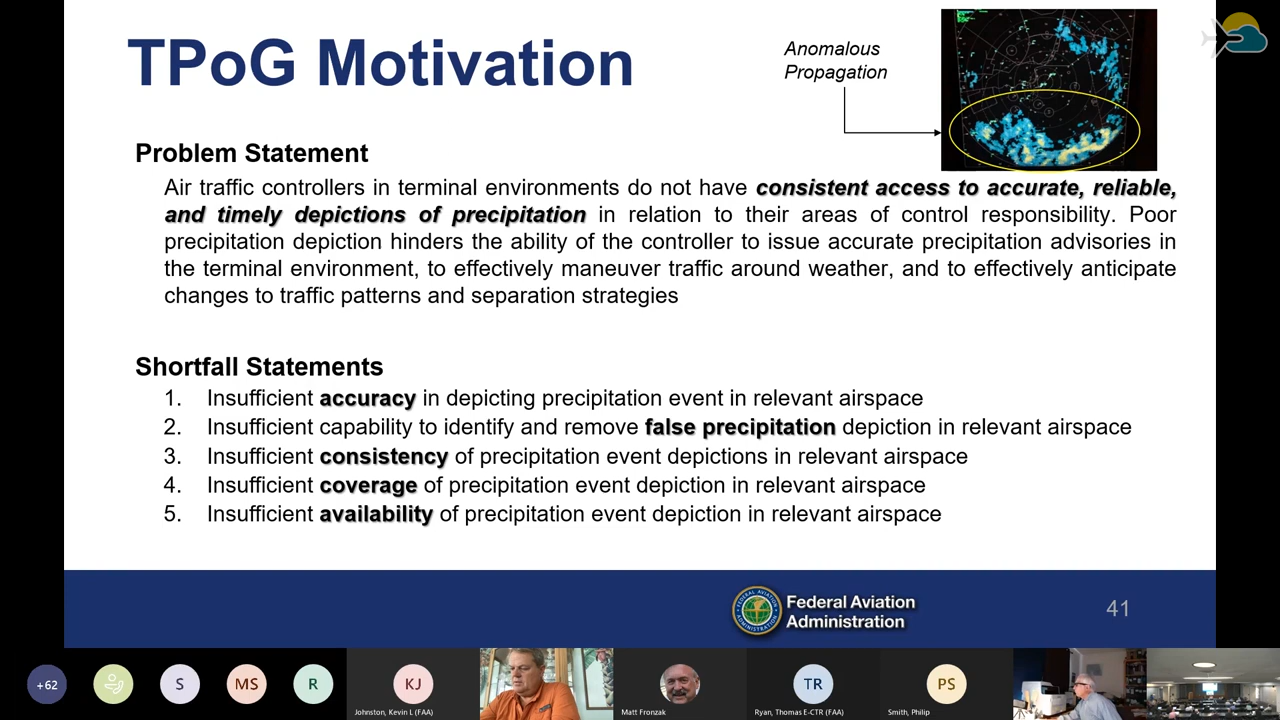 TPoG Motivation
Anomalous
Propagation
Problem Statement
Air traffic controllers in terminal environments do not have consistent access to accurate, reliable,
and timely depictions of precipitation in relation to their areas of control responsibility. Poor
precipitation depiction hinders the ability of the controller to issue accurate precipitation advisories in
the terminal environment, to effectively maneuver traffic around weather, and to effectively anticipate
changes to traffic patterns and separation strategies
Shortfall Statements
1. Insufficient accuracy in depicting precipitation event in relevant airspace
2. Insufficient capability to identify and remove false precipitation depiction in relevant airspace
3. Insufficient consistency of precipitation event depictions in relevant airspace
4. Insufficient coverage of precipitation event depiction in relevant airspace
5. Insufficient availability of precipitation event depiction in relevant airspace
Federal Aviation
Administration
41
+62
S
MS
R
KJ
TR
PS
Johnston, Kevin L (FAA)
Matt Fronzak
Ryan, Thomas E-CTR (FAA)
Smith, Philip